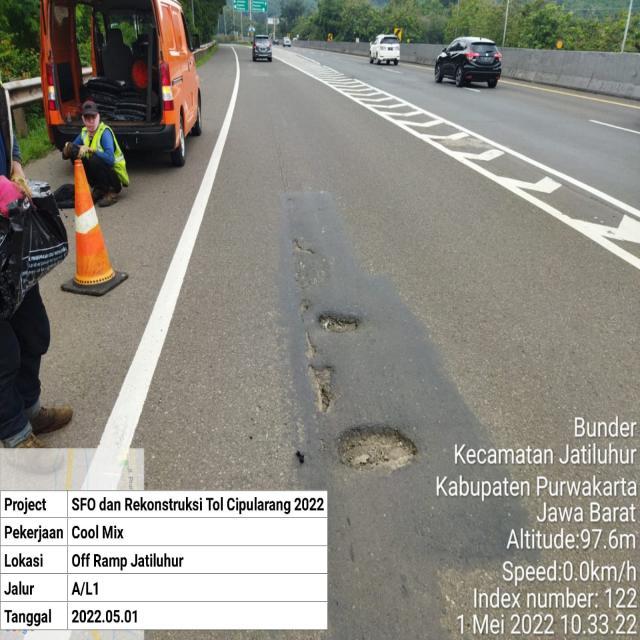 Bunder
Kecamatan Jatiluhur
Kabupaten Purwakarta
Jawa Barat
Altitude:97.6m
Speed:0.0km/h
Index number: 122
1 Mei 2022 10.33.22
Project SFO dan Rekonstruksi Tol Cipularang 2022
Pekerjaan Cool Mix
Lokasi Off Ramp Jatiluhur
Jalur A/L1
Tanggal 2022.05.01